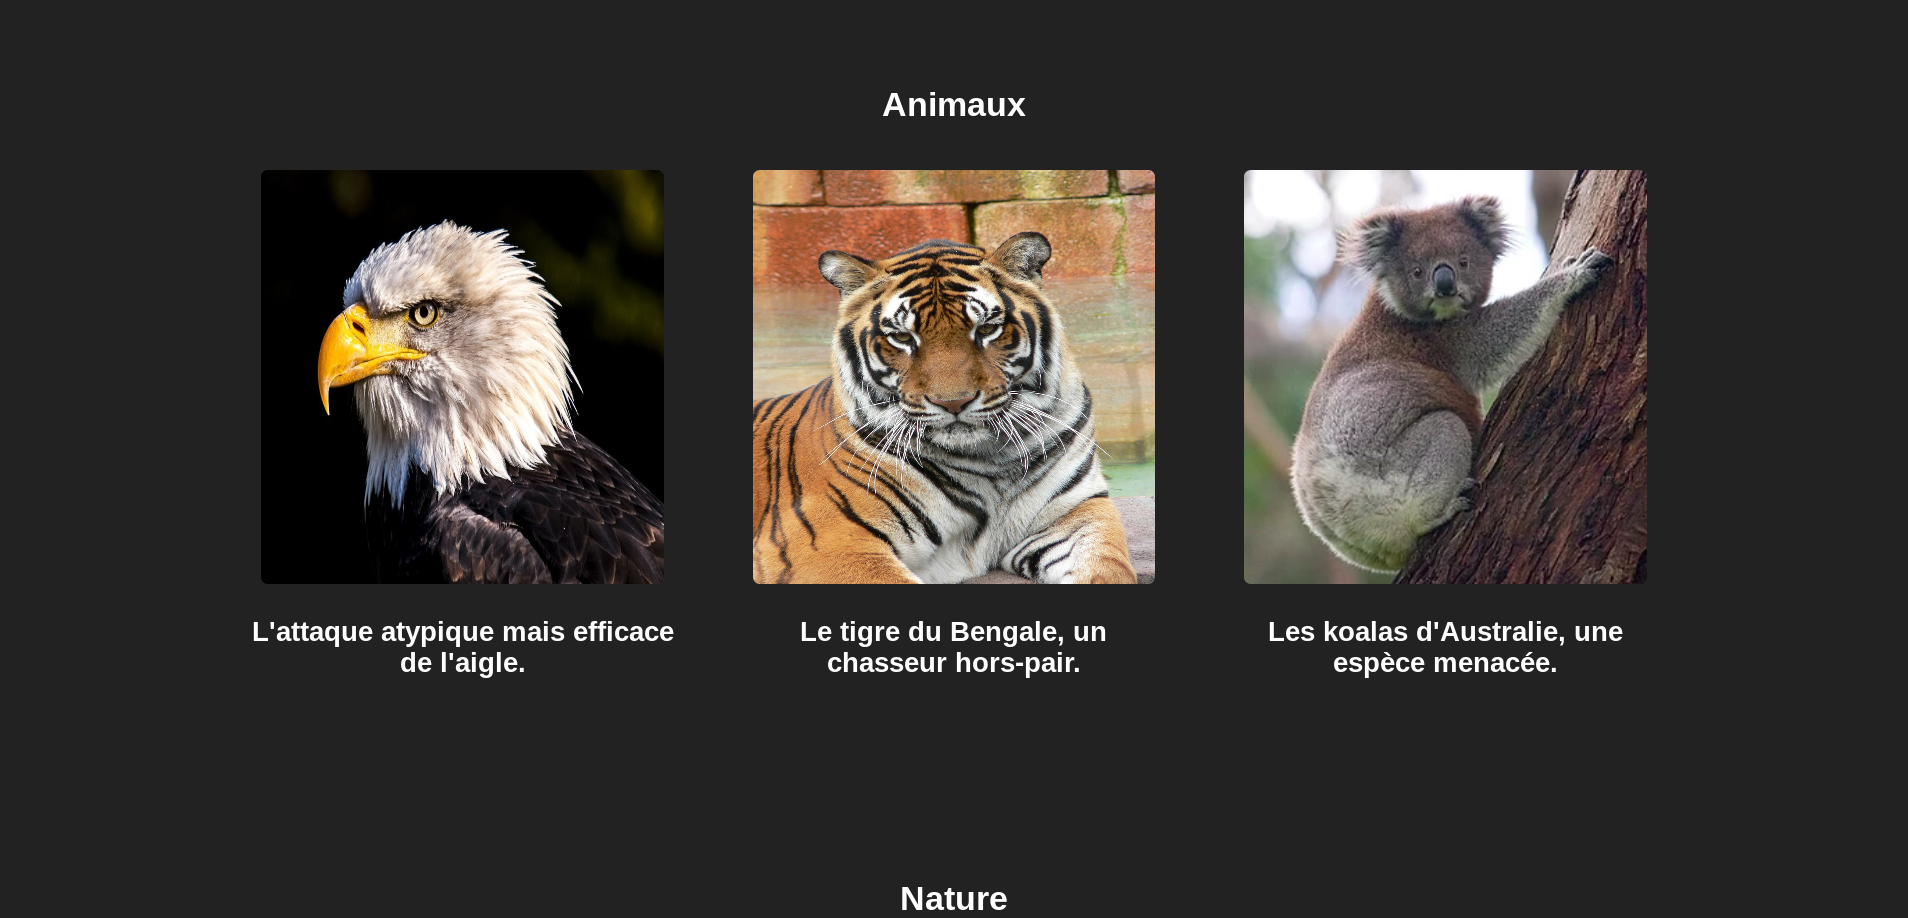 Animaux
L'attaque atypique mais efficace
de l'aigle.
Le tigre du Bengale, un
chasseur hors-pair.
Les koalas d'Australie, une
espèce menacée.
Nature